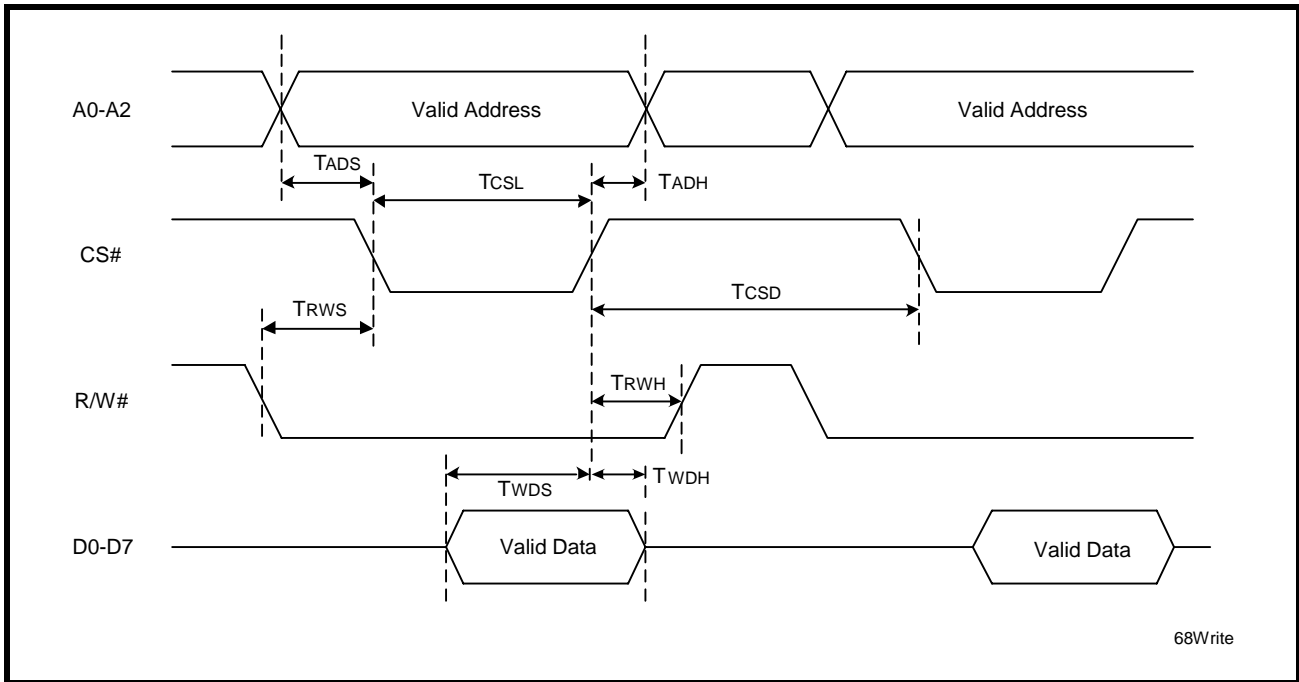 A0-A2
Valid Address
Valid Address
TADS
TCSL
TADH
CS#
TCSD
TRWS
R/W#
TRWH
TWDS
TWDH
D0-D7
Valid Data
Valid Data
68Write